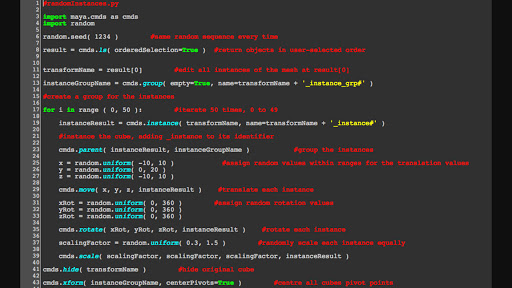 1 #randomInstances.py
2
3 import maya.cmds as cmds
4 import random
5
6 random.seed( 1234 ) #same random sequence every time
7
8 result = cmds.ls( orderedSelection=True ) #return objects in user-selected order
9
10
11 transformName = result[0] #edit all instances of the mesh at result[0]
12
13 instanceGroupName = cmds.group( empty=True, name=transformName + '_instance_grp#' )
14
15 #create a group for the instances
16
17 for i in range ( 0, 50 ): #iterate 50 times, 0 to 49
18
19 instanceResult = cmds.instance( transformName, name=transformName + '_instance#' )
20
21 #instance the cube, adding _instance to its identifier
22
23 cmds.parent( instanceResult, instanceGroupName ) #group the instances
24
25 x = random.uniform( -10, 10 ) #assign random values within ranges for the translation values
26 y = random.uniform( 0, 20 )
27 z = random.uniform( -10, 10 )
28
29 cmds.move( x, y, z, instanceResult ) #translate each instance
30
31 xRot = random.uniform( 0, 360 ) #assign random rotation values
32 yRot = random.uniform( 0, 360 )
33 zRot = random.uniform( 0, 360 )
34
35 cmds.rotate( xRot, yRot, zRot, instanceResult ) #rotate each instance
36
37 scalingFactor = random.uniform( 0.3, 1.5 ) #randomly scale each instance equally
38
39 cmds.scale( scalingFactor, scalingFactor, scalingFactor, instanceResult )
40
41 cmds.hide( transformName ) #hide original cube
42
43 cmds.xform( instanceGroupName, centerPivots=True ) #centre all cubes pivot points